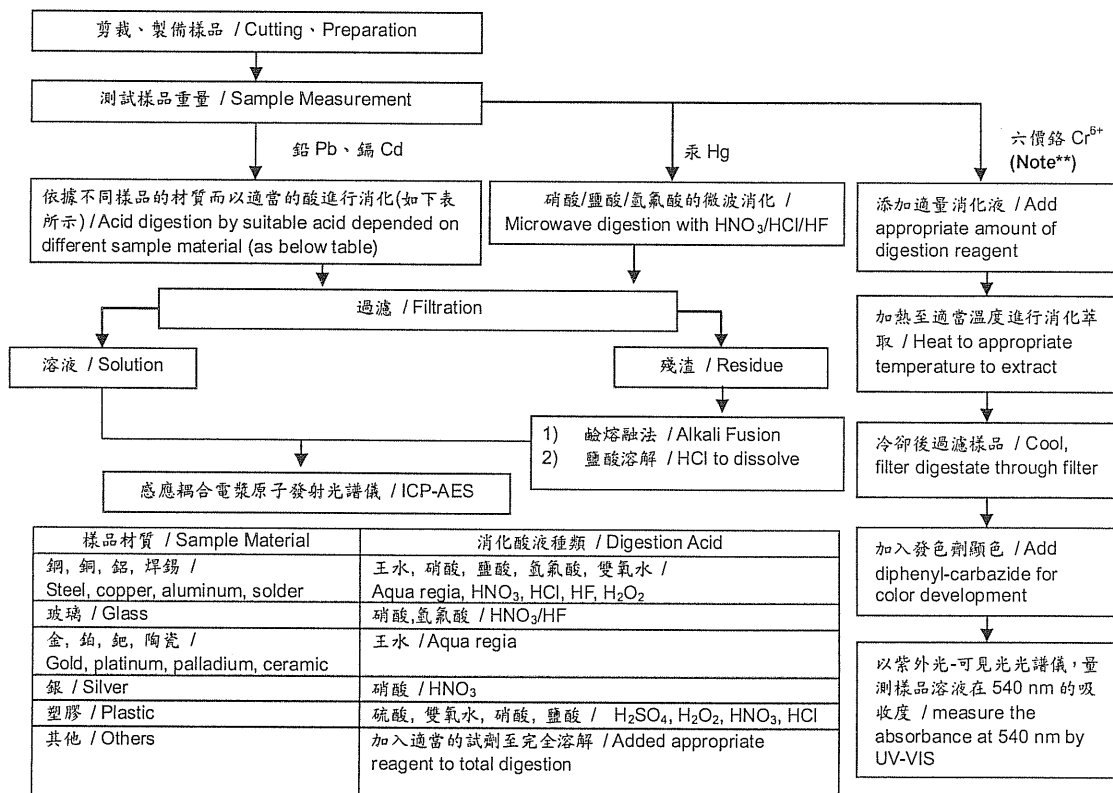 剪裁、製備樣品 / Cutting、Preparation
測試樣品重量 / Sample Measurement
鉛 Pb、鎘 Cd
汞 Hg
六價鉻 Cr⁶⁺
(Note**)
依據不同樣品的材質而以適當的酸進行消化(如下表
所示) / Acid digestion by suitable acid depended on
different sample material (as below table)
硝酸/鹽酸/氫氟酸的微波消化 /
Microwave digestion with HNO₃/HCl/HF
添加適量消化液 / Add
appropriate amount of
digestion reagent
過濾 / Filtration
加熱至適當溫度進行消化萃
取 / Heat to appropriate
temperature to extract
溶液 / Solution
殘渣 / Residue
1) 鹼熔融法 / Alkali Fusion
2) 鹽酸溶解 / HCl to dissolve
冷卻後過濾樣品 / Cool,
filter digestate through filter
感應耦合電漿原子發射光譜儀 / ICP-AES
加入發色劑顯色 / Add
diphenyl-carbazide for
color development
以紫外光-可見光光譜儀，量
測樣品溶液在 540 nm 的吸
收度 / measure the
absorbance at 540 nm by
UV-VIS
樣品材質 / Sample Material
消化酸液種類 / Digestion Acid
鋼, 銅, 鋁, 焊錫 /
Steel, copper, aluminum, solder
王水, 硝酸, 鹽酸, 氫氟酸, 雙氧水 /
Aqua regia, HNO₃, HCl, HF, H₂O₂
玻璃 / Glass
硝酸,氫氟酸 / HNO₃/HF
金, 鉑, 鈀, 陶瓷 /
Gold, platinum, palladium, ceramic
王水 / Aqua regia
銀 / Silver
硝酸 / HNO₃
塑膠 / Plastic
硫酸, 雙氧水, 硝酸, 鹽酸 / H₂SO₄, H₂O₂, HNO₃, HCl
其他 / Others
加入適當的試劑至完全溶解 / Added appropriate
reagent to total digestion